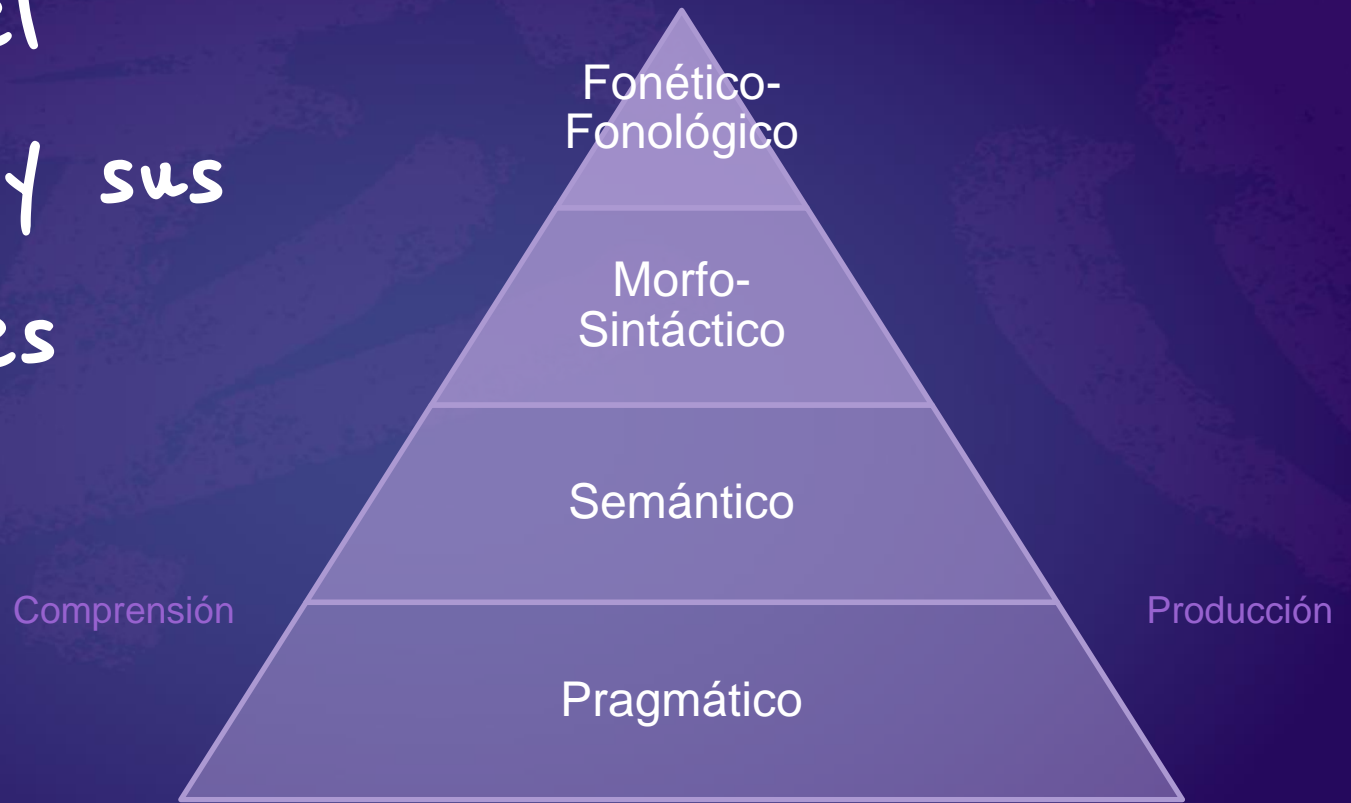 y sus
Fonético-
Fonológico
Morfo-
Sintáctico
Semántico
Comprensión
Producción
Pragmático